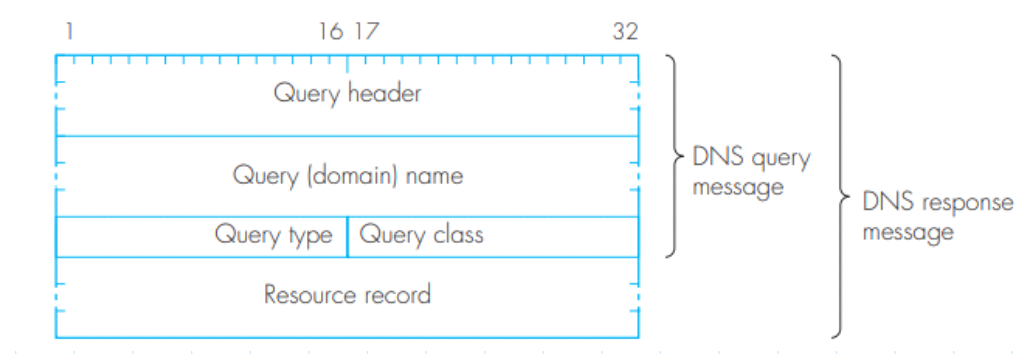 1 16 17 32
Query header
Query (domain) name
DNS query
message
DNS response
message
Query type Query class
Resource record